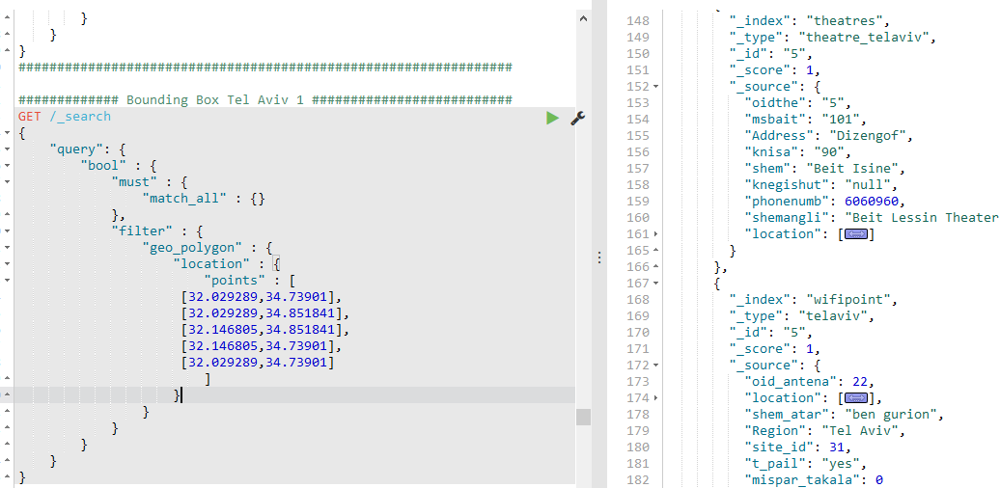 }
}
}
################################################################
############# Bounding Box Tel Aviv 1 ##########################
GET /_search
{
"query": {
"bool" : {
"must" : {
"match_all" : {}
},
"filter" : {
"geo_polygon" : {
"location" : {
"points" : [
[32.029289,34.73901],
[32.029289,34.851841],
[32.146805,34.851841],
[32.146805,34.73901],
[32.029289,34.73901]
]
}
}
}
}
}
}
148 "_index": "theatres",
149 "_type": "theatre_telaviv",
150 "_id": "5",
151 "_score": 1,
152 "_source": {
153 "oidthe": "5",
154 "msbait": "101",
155 "Address": "Dizengof",
156 "knisa": "90",
157 "shem": "Beit Isine",
158 "knegishut": "null",
159 "phonenumb": 6060960,
160 "shemangli": "Beit Lessin Theater
161 "location": [ ]
165 }
166 },
167 {
168 "_index": "wifipoint",
169 "_type": "telaviv",
170 "_id": "5",
171 "_score": 1,
172 "_source": {
173 "oid_antena": 22,
174 "location": [ ],
178 "shem_atar": "ben gurion",
179 "Region": "Tel Aviv",
180 "site_id": 31,
181 "t_pail": "yes",
182 "mispar_takala": 0